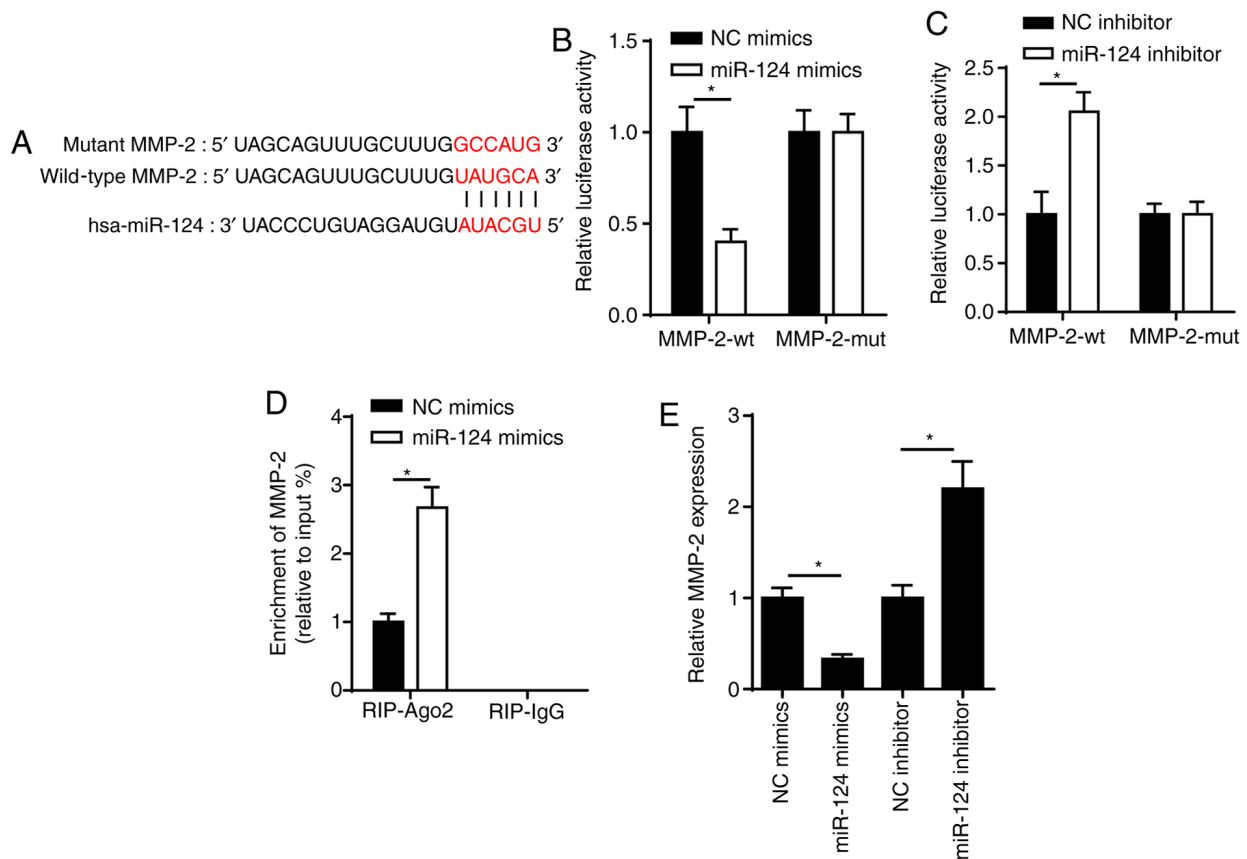 A
Mutant MMP-2 : 5′ UAGCAGUUUGCUUUGGCCAUG 3′
Wild-type MMP-2 : 5′ UAGCAGUUUGCUUUGUAUGCA 3′
hsa-miR-124 : 3′ UACCCUGUAGGAUGUAUACGU 5′
B
NC mimics
miR-124 mimics
Relative luciferase activity
1.5
1.0
0.5
0.0
*
MMP-2-wt
MMP-2-mut
C
NC inhibitor
miR-124 inhibitor
Relative luciferase activity
2.5
2.0
1.5
1.0
0.5
0.0
*
MMP-2-wt
MMP-2-mut
D
NC mimics
miR-124 mimics
Enrichment of MMP-2
(relative to input %)
4
3
2
1
0
*
RIP-Ago2
RIP-IgG
E
Relative MMP-2 expression
3
2
1
0
*
*
NC mimics
miR-124 mimics
NC inhibitor
miR-124 inhibitor